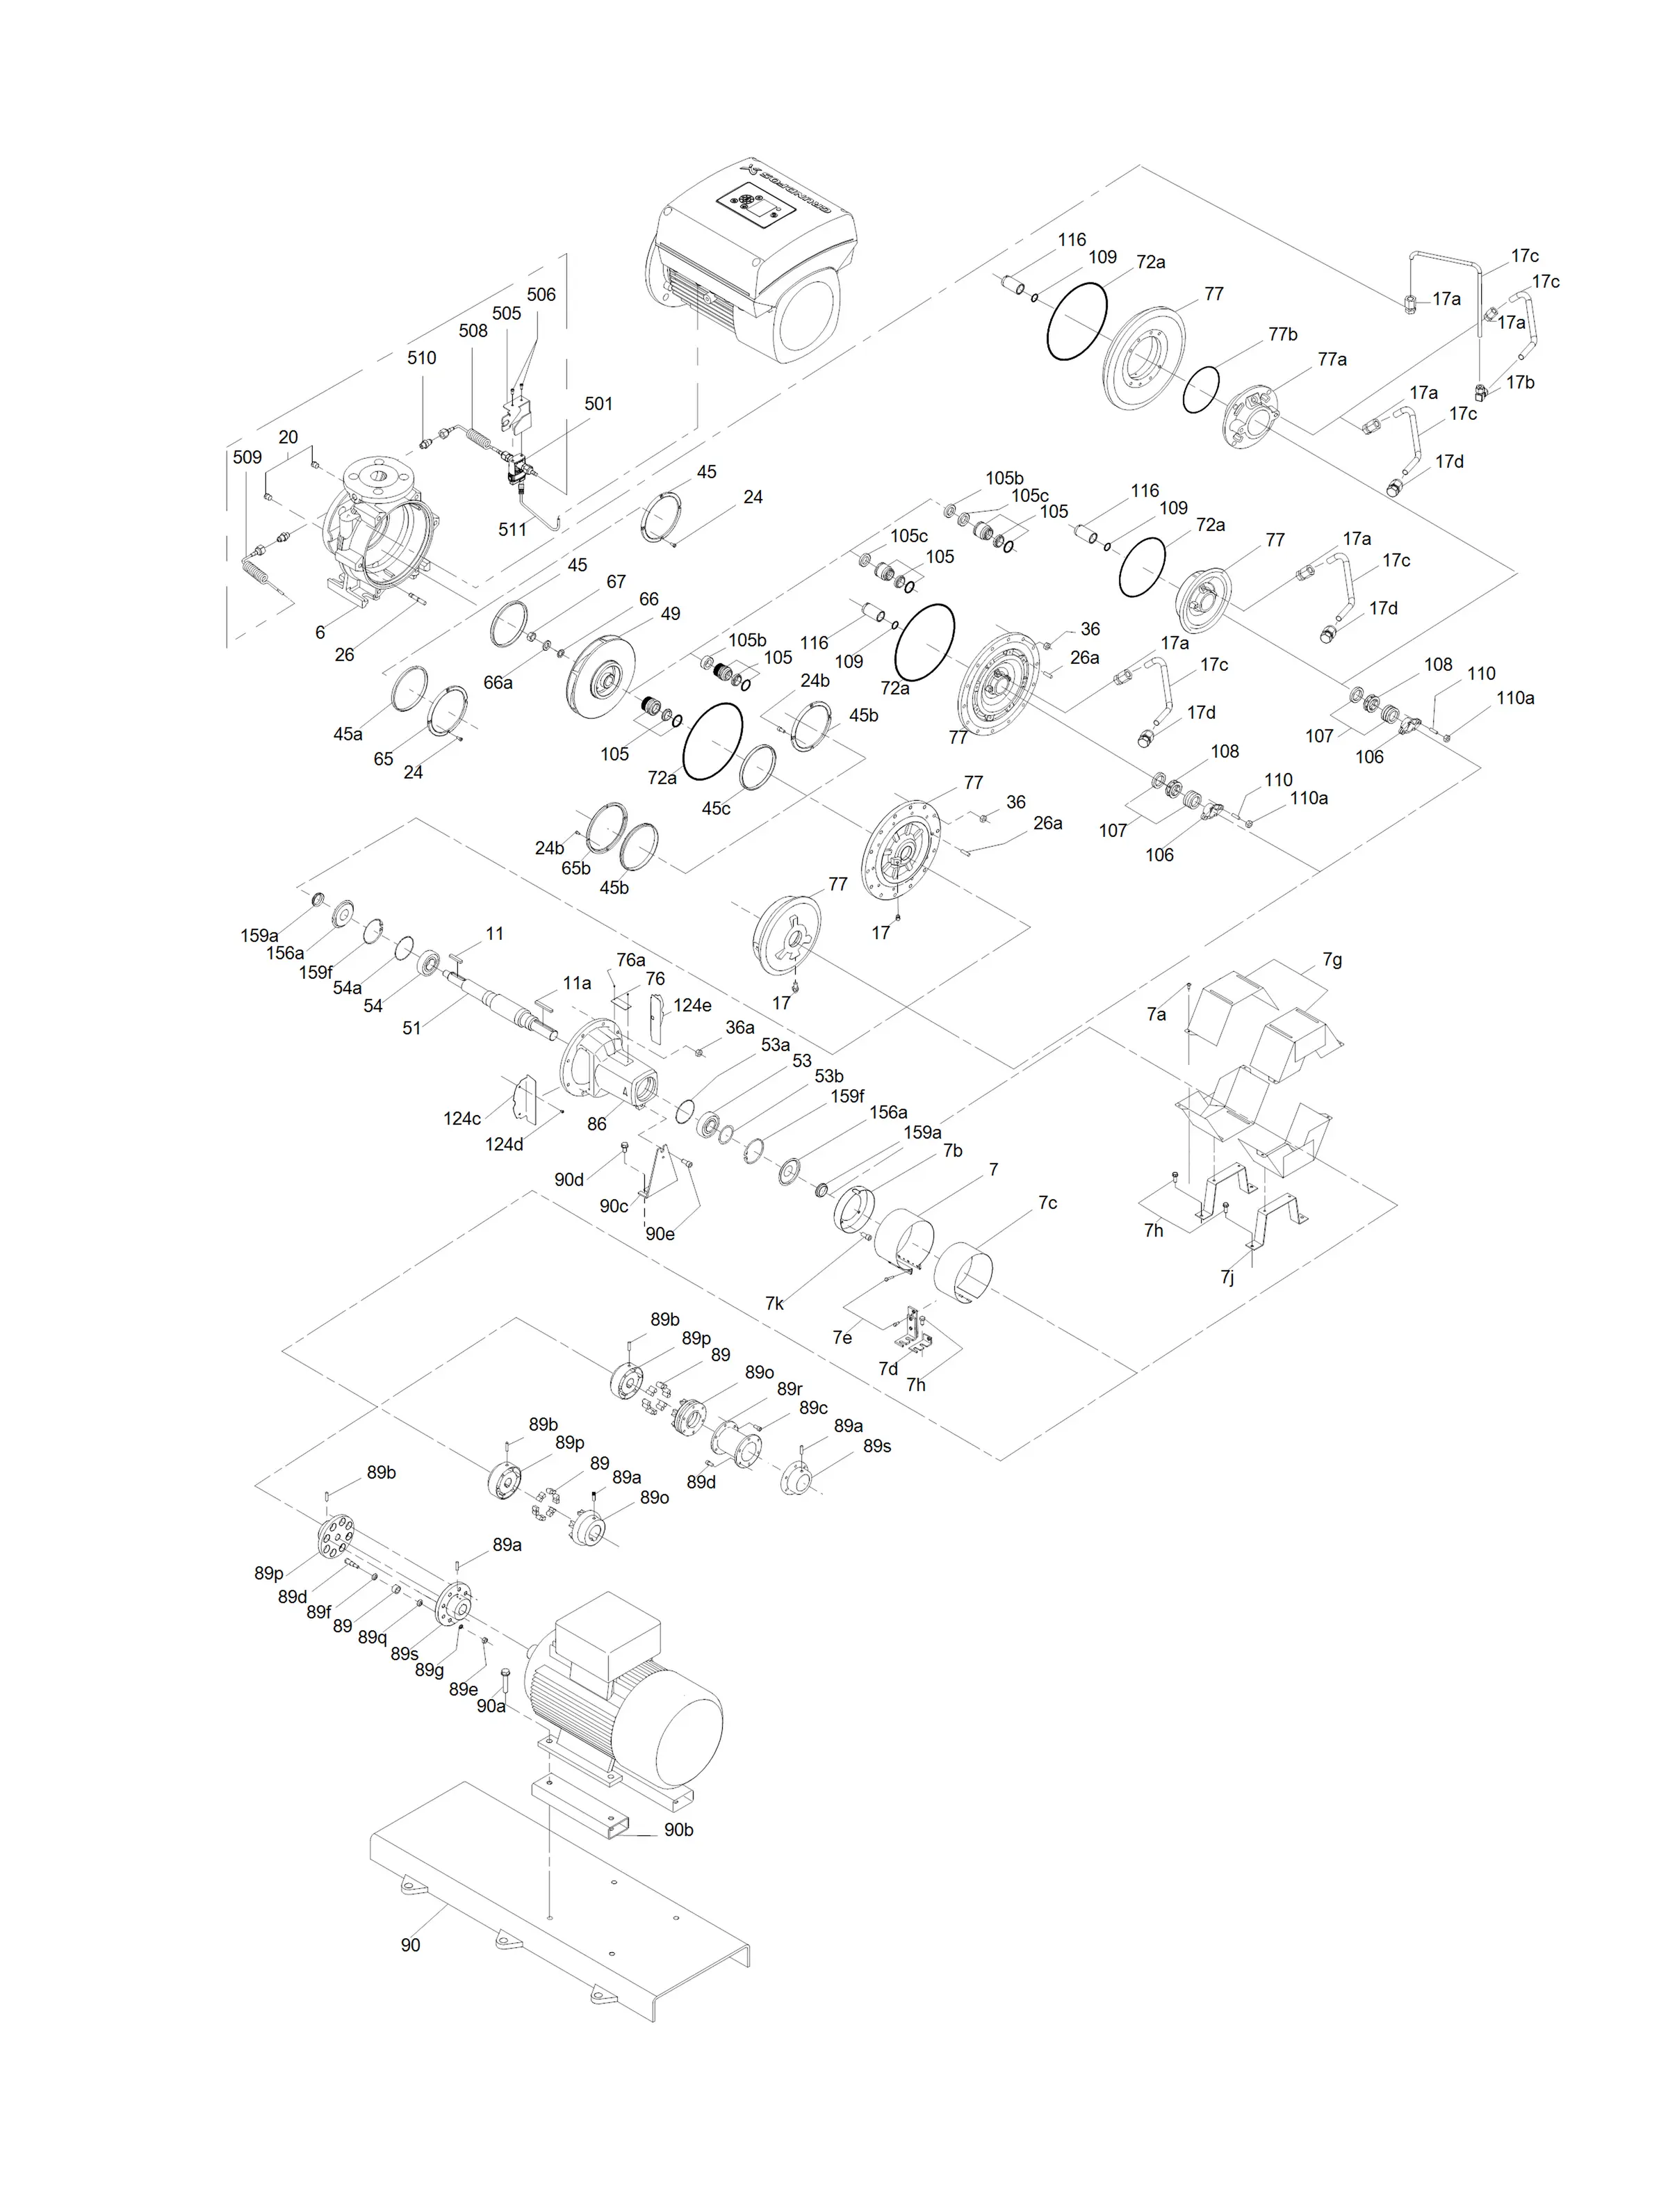 GRUNDFOS
116
109
72a
77
77b
77a
17c
17a
17c
17a
17b
17a
17c
17d
506
505
508
510
501
20
509
511
45
24
105b
105c
105
116
109
72a
77
17a
17c
17d
105c
105
6
26
45
67
66
49
66a
105b
105
24b
45b
116
109
72a
36
26a
77
17a
17c
17d
108
110
110a
107
106
45a
65
24
105
72a
45c
77
36
26a
108
110
110a
107
106
24b
65b
45b
77
17
17
159a
156a
159f
54a
54
11
51
11a
76a
76
124e
36a
53a
53
53b
159f
156a
159a
7b
7
7c
124c
124d
86
90d
90c
90e
7k
7e
7d
7h
7g
7a
7h
7j
89b
89p
89
89o
89r
89c
89a
89s
89d
89b
89p
89
89a
89o
89b
89p
89d
89f
89
89q
89s
89g
89e
89a
90a
90b
90